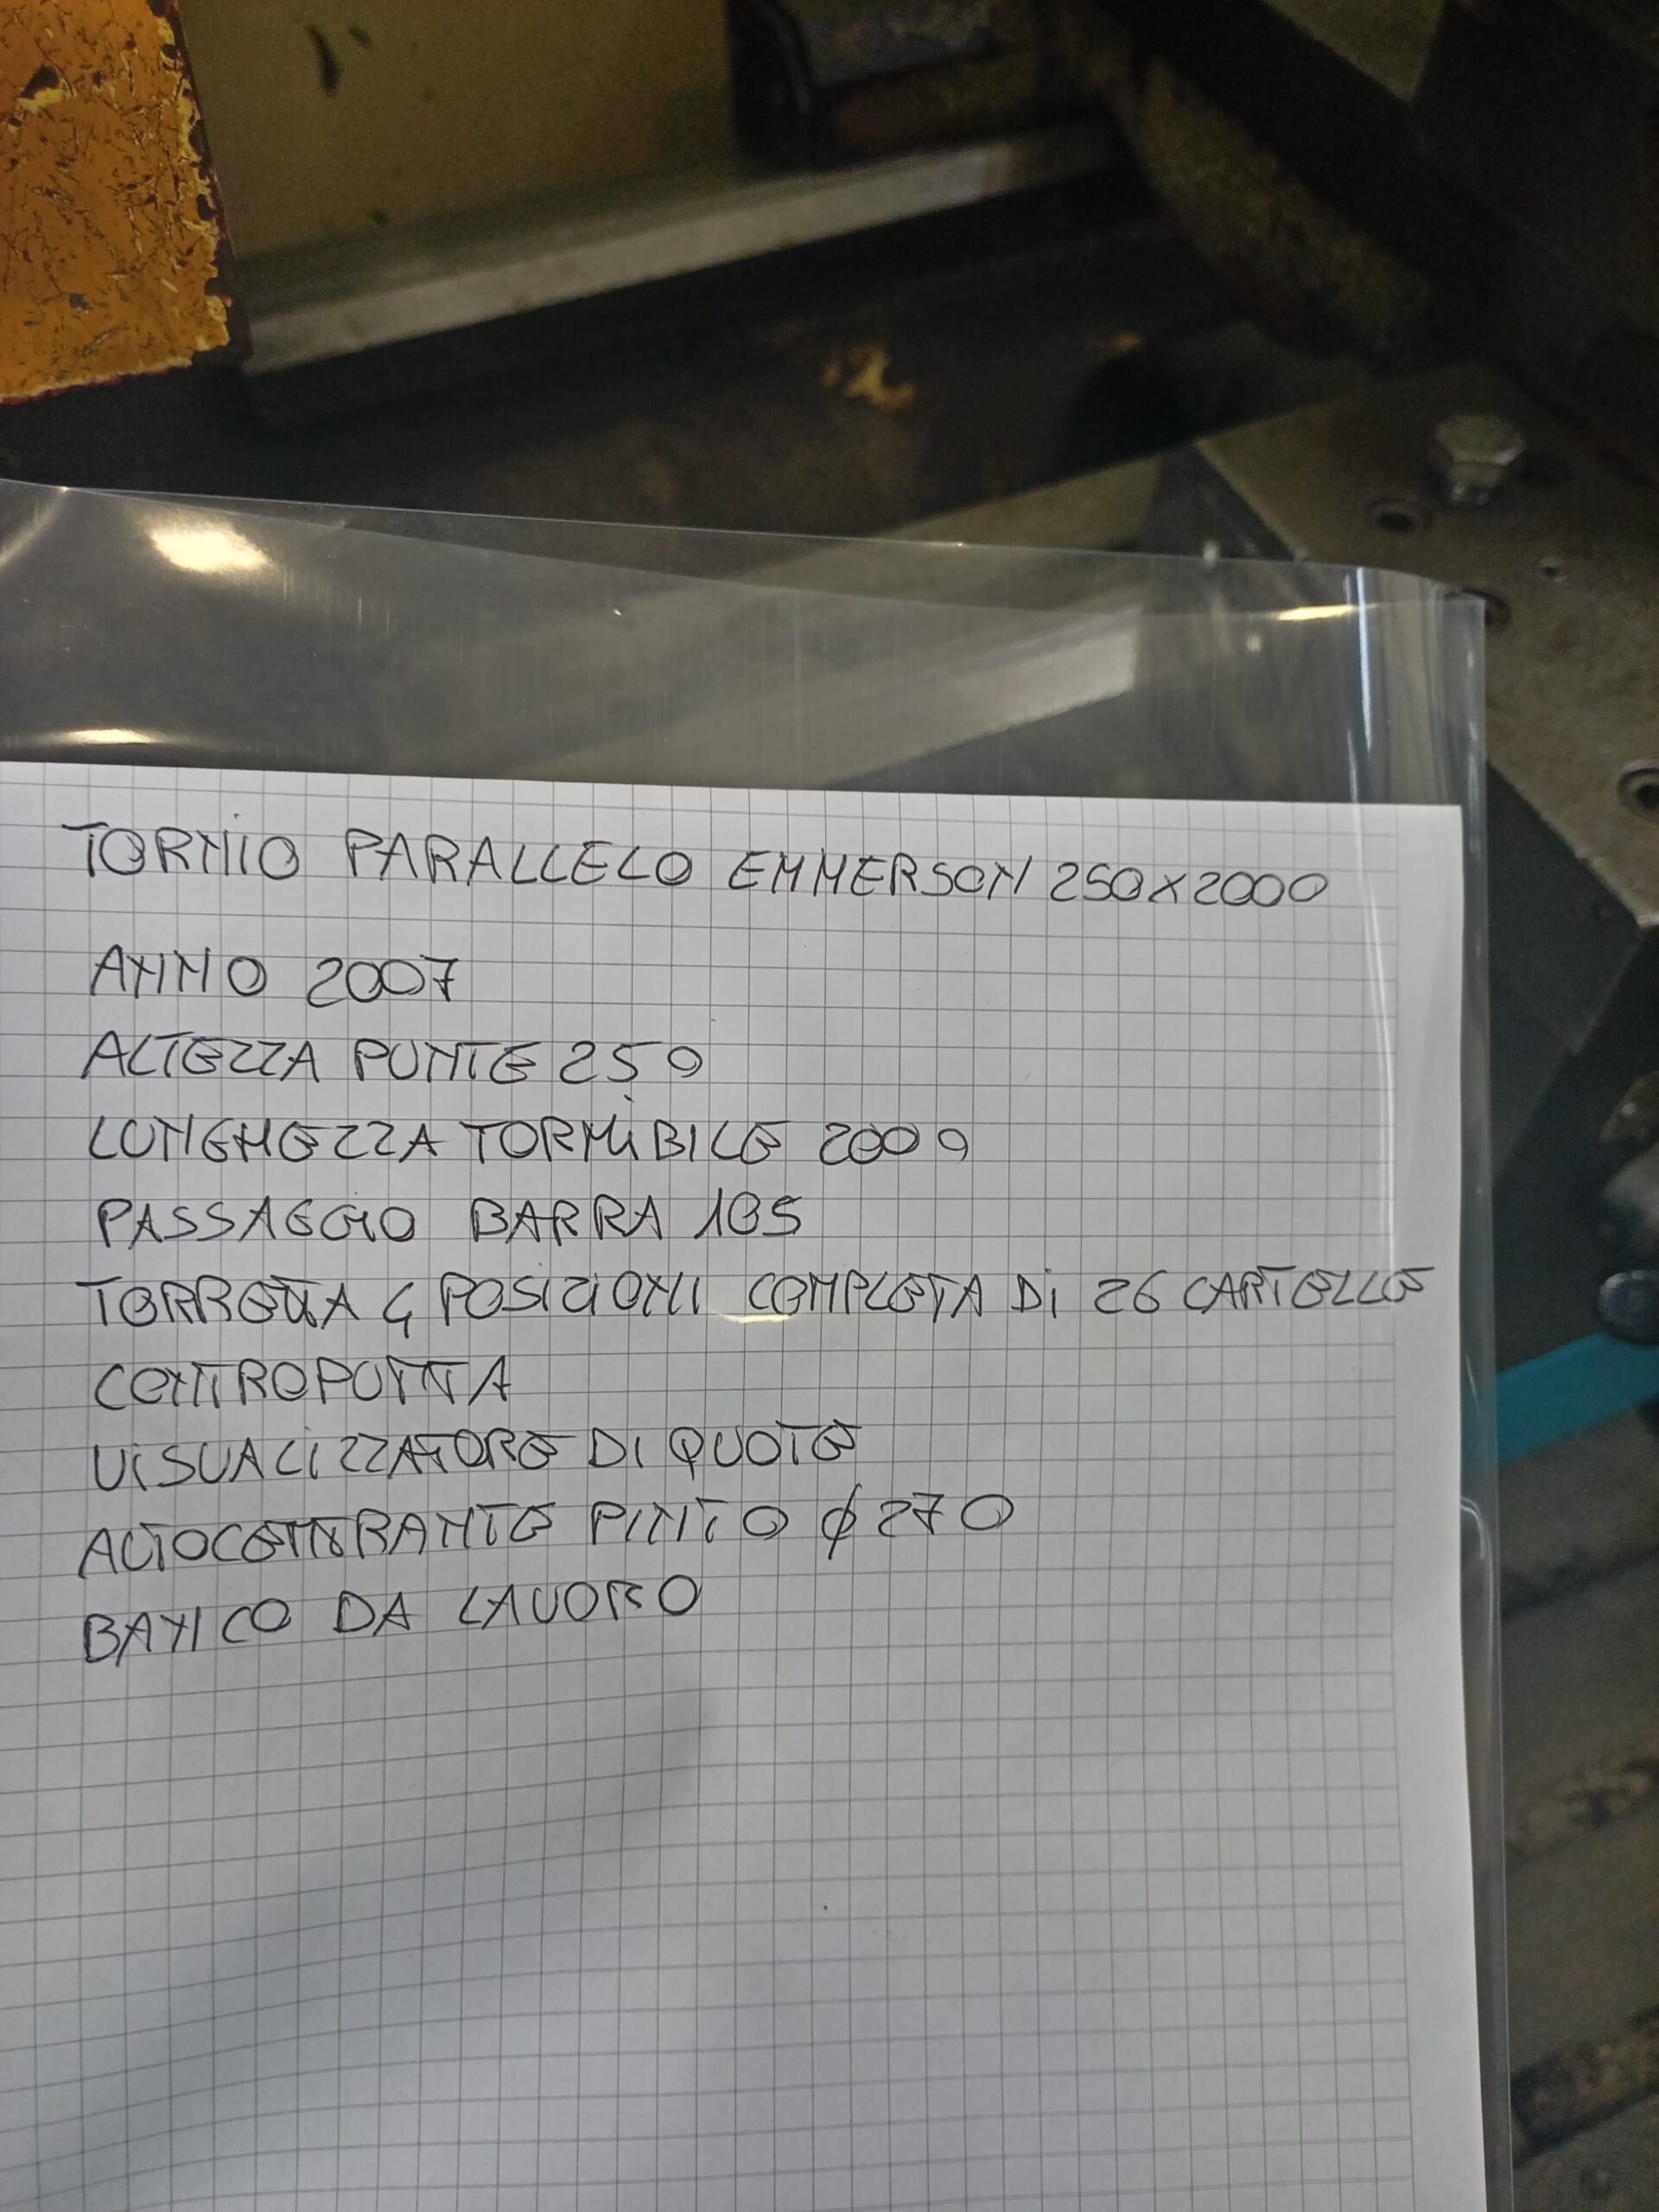 TORNIO PARALLELO EMMERSON 250X2000
ANNO 2007
ALTEZZA PUNTE 250
LUNGHEZZA TORNIBILE 2000
PASSAGGIO BARRA 105
TORRETTA 4 POSIZIONI COMPLETA DI 26 CARTELLE
CONTROPUNTA
VISUALIZZATORE DI QUOTE
AUTOCENTRANTE PINTO ϕ270
BANCO DA LAVORO